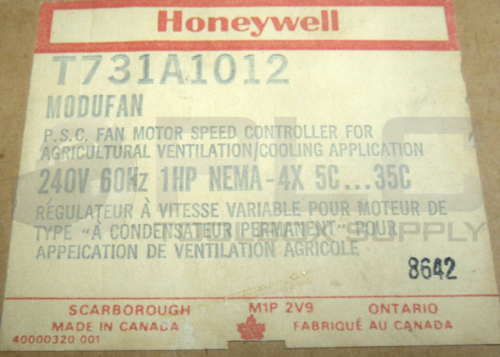 Honeywell
T731A1012
MODUFAN
P.S.C. FAN MOTOR SPEED CONTROLLER FOR
AGRICULTURAL VENTILATION/COOLING APPLICATION
240V 60Hz 1HP NEMA-4X 5C...35C
RÉGULATEUR À VITESSE VARIABLE POUR MOTEUR DE
TYPE "À CONDENSATEUR PERMANENT" POUR
APPEICATION DE VENTILATION AGRICOLE
8642
SCARBOROUGH M1P 2V9 ONTARIO
MADE IN CANADA FABRIQUÉ AU CANADA
40000320 001
SUPPLY